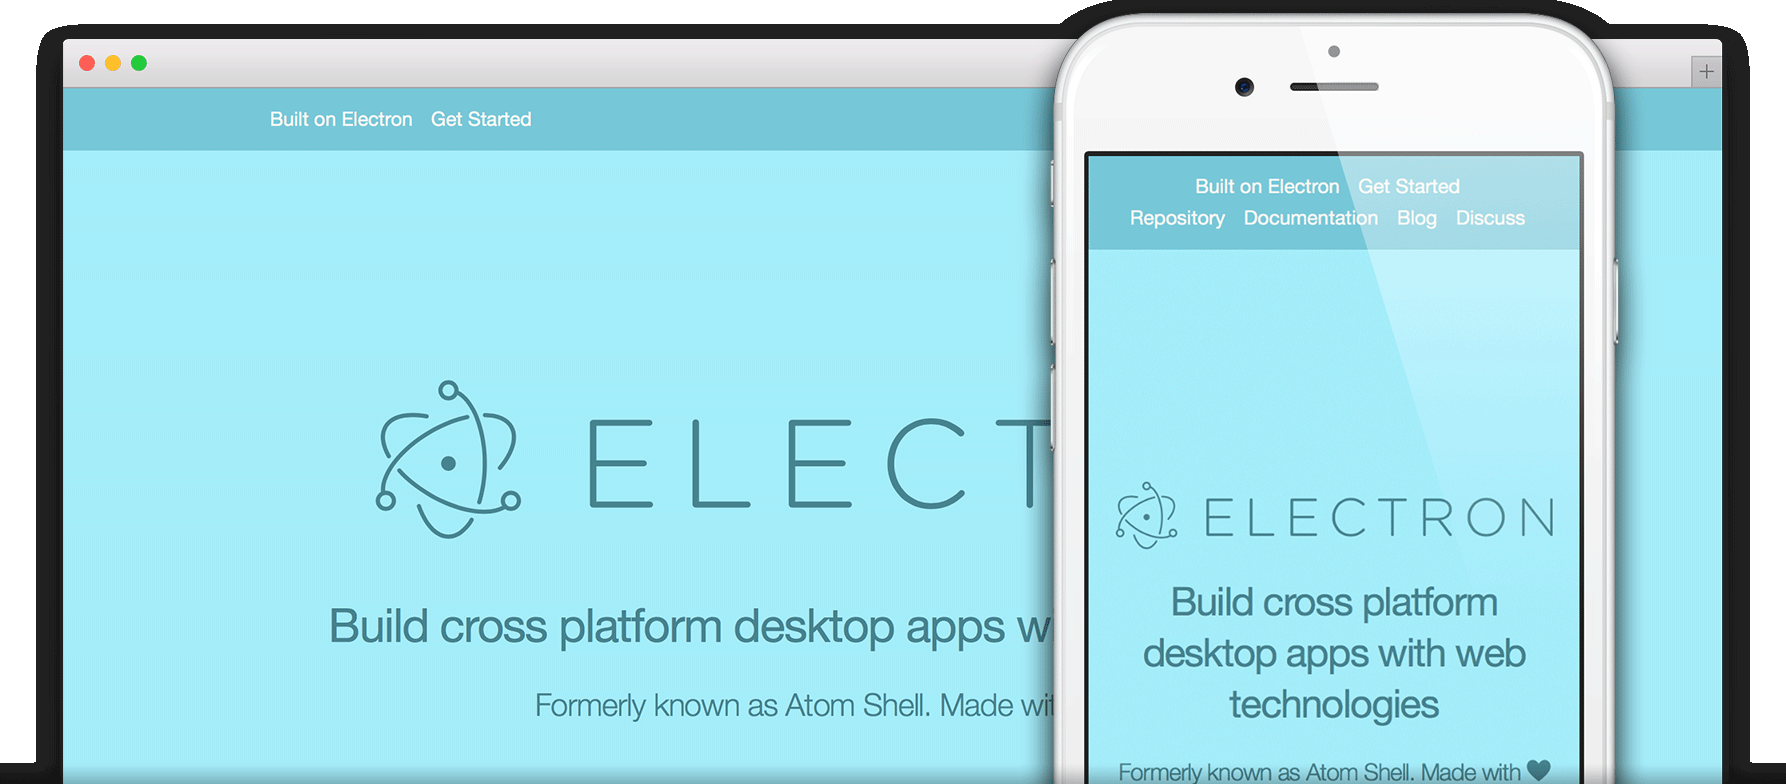 Built on Electron Get Started
ELECT
Build cross platform desktop apps w
Formerly known as Atom Shell. Made wit
Built on Electron Get Started
Repository Documentation Blog Discuss
ELECTRON
Build cross platform
desktop apps with web
technologies
Formerly known as Atom Shell. Made with